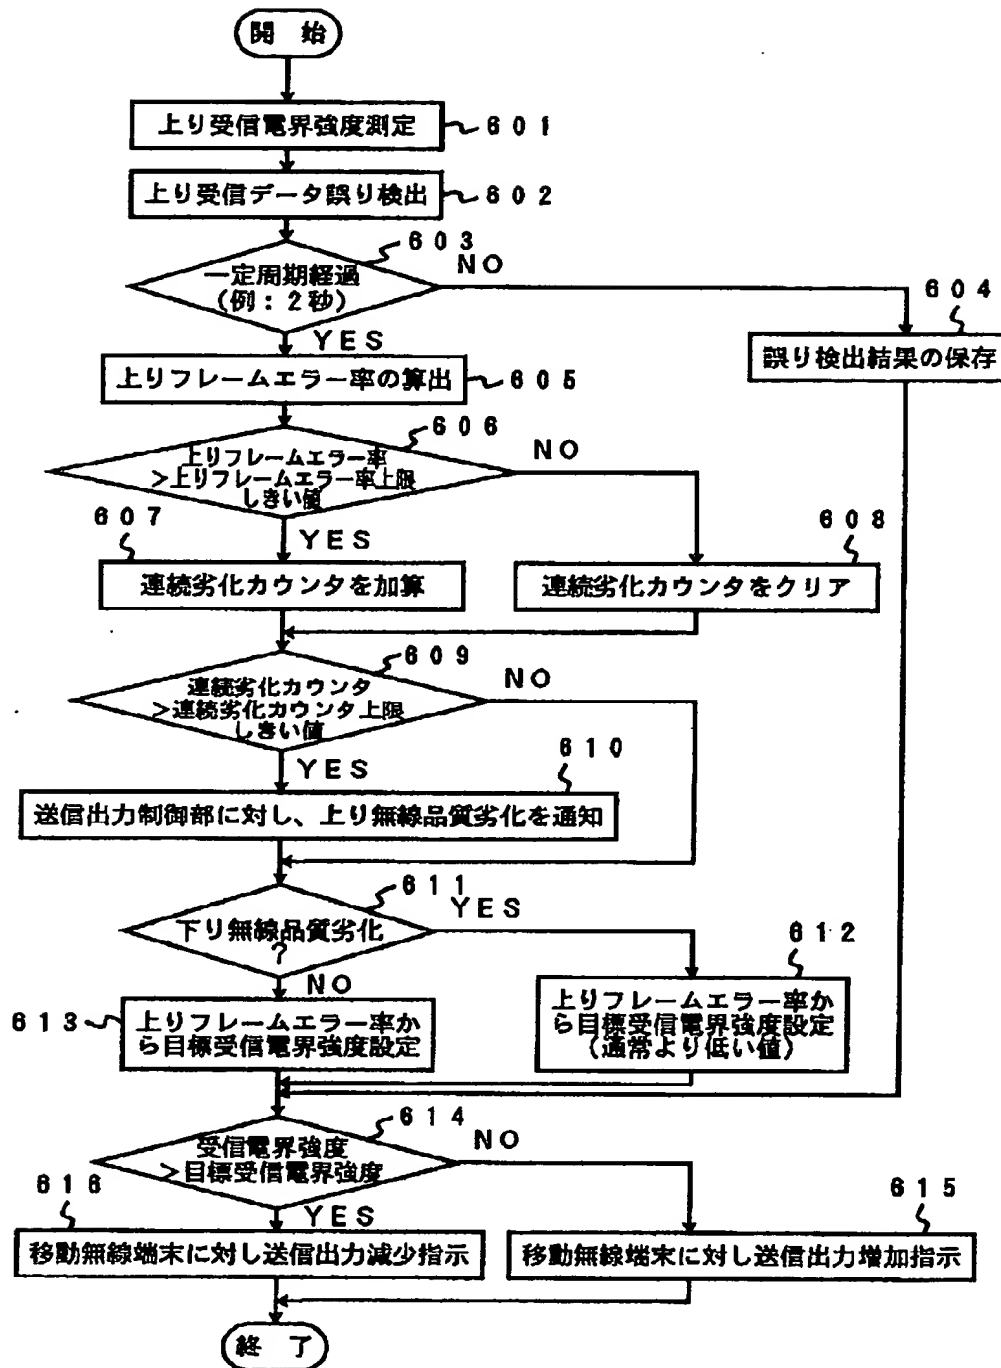 開 始
上り受信電界強度測定
601
上り受信データ誤り検出
602
603
一定周期経過
(例：2秒)
NO
YES
604
誤り検出結果の保存
上りフレームエラー率の算出
605
606
上りフレームエラー率
>上りフレームエラー率上限
しきい値
NO
YES
607
連続劣化カウンタを加算
608
連続劣化カウンタをクリア
609
連続劣化カウンタ
>連続劣化カウンタ上限
しきい値
NO
YES
610
送信出力制御部に対し、上り無線品質劣化を通知
611
下り無線品質劣化
?
YES
NO
612
上りフレームエラー率か
ら目標受信電界強度設定
(通常より低い値)
613
上りフレームエラー率か
ら目標受信電界強度設定
614
受信電界強度
>目標受信電界強度
NO
YES
616
移動無線端末に対し送信出力減少指示
615
移動無線端末に対し送信出力増加指示
終 了